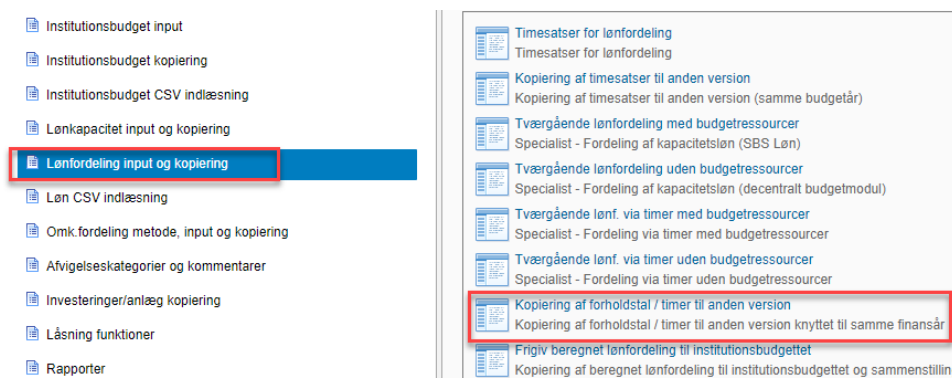 Institutionsbudget input
Institutionsbudget kopiering
Institutionsbudget CSV indlæsning
Lønkapacitet input og kopiering
Lønfordeling input og kopiering
Løn CSV indlæsning
Omk.fordeling metode, input og kopiering
Afvigelseskategorier og kommentarer
Investeringer/anlæg kopiering
Låsning funktioner
Rapporter
Timesatser for lønfordeling
Timesatser for lønfordeling
Kopiering af timesatser til anden version
Kopiering af timesatser til anden version (samme budgetår)
Tværgående lønfordeling med budgetressourcer
Specialist - Fordeling af kapacitetsløn (SBS Løn)
Tværgående lønfordeling uden budgetressourcer
Specialist - Fordeling af kapacitetsløn (decentralt budgetmodul)
Tværgående lønf. via timer med budgetressourcer
Specialist - Fordeling via timer med budgetressourcer
Tværgående lønf. via timer uden budgetressourcer
Specialist - Fordeling via timer uden budgetressourcer
Kopiering af forholdstal / timer til anden version
Kopiering af forholdstal / timer til anden version knyttet til samme finansår
Frigiv beregnet lønfordeling til institutionsbudgettet
Kopiering af beregnet lønfordeling til institutionsbudgettet og sammenstillin